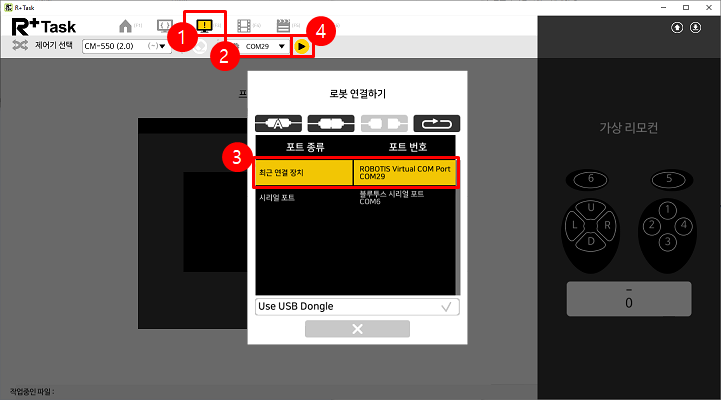 R+ Task
R+Task
(F1)
(F5)
(F6)
1
2
3
4
제어기 선택
CM-550 (2.0)
(-)▼
COM29 ▼
로봇 연결하기
A
포트 종류 포트 번호
최근 연결 장치 ROBOTIS Virtual COM Port
COM29
시리얼 포트 블루투스 시리얼 포트
COM6
Use USB Dongle
가상 리모컨
6 5
U
L R
D
1
2 4
3
–
0
작업중인 파일 :